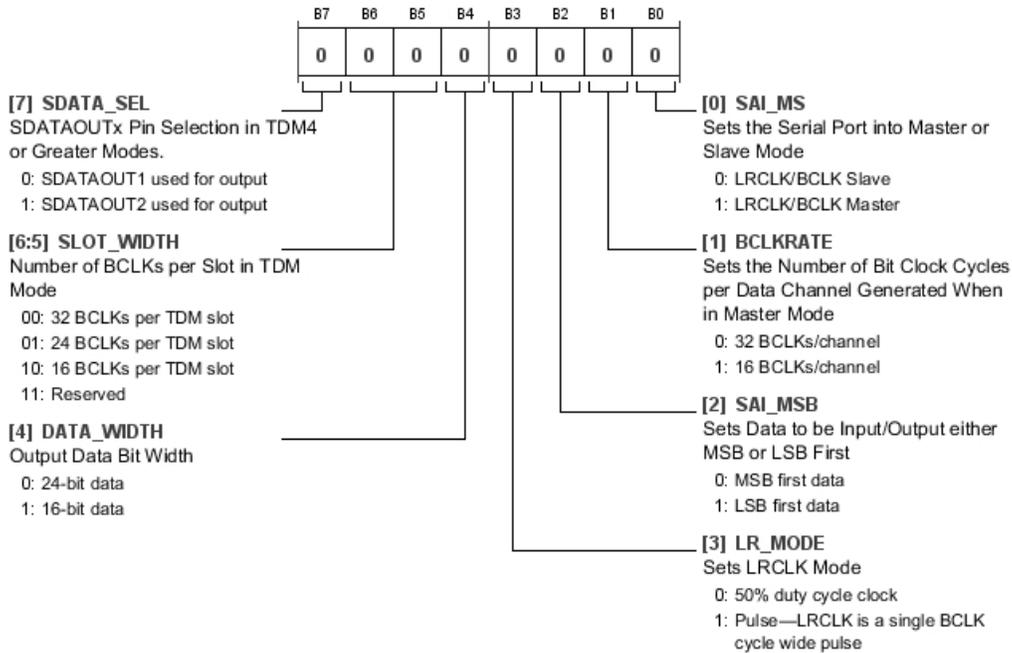 B7 B6 B5 B4 B3 B2 B1 B0
0 0 0 0 0 0 0 0
[7] SDATA_SEL
SDATAOUTx Pin Selection in TDM4
or Greater Modes.
0: SDATAOUT1 used for output
1: SDATAOUT2 used for output
[6:5] SLOT_WIDTH
Number of BCLKs per Slot in TDM
Mode
00: 32 BCLKs per TDM slot
01: 24 BCLKs per TDM slot
10: 16 BCLKs per TDM slot
11: Reserved
[4] DATA_WIDTH
Output Data Bit Width
0: 24-bit data
1: 16-bit data
[0] SAI_MS
Sets the Serial Port into Master or
Slave Mode
0: LRCLK/BCLK Slave
1: LRCLK/BCLK Master
[1] BCLKRATE
Sets the Number of Bit Clock Cycles
per Data Channel Generated When
in Master Mode
0: 32 BCLKs/channel
1: 16 BCLKs/channel
[2] SAI_MSB
Sets Data to be Input/Output either
MSB or LSB First
0: MSB first data
1: LSB first data
[3] LR_MODE
Sets LRCLK Mode
0: 50% duty cycle clock
1: Pulse—LRCLK is a single BCLK
cycle wide pulse